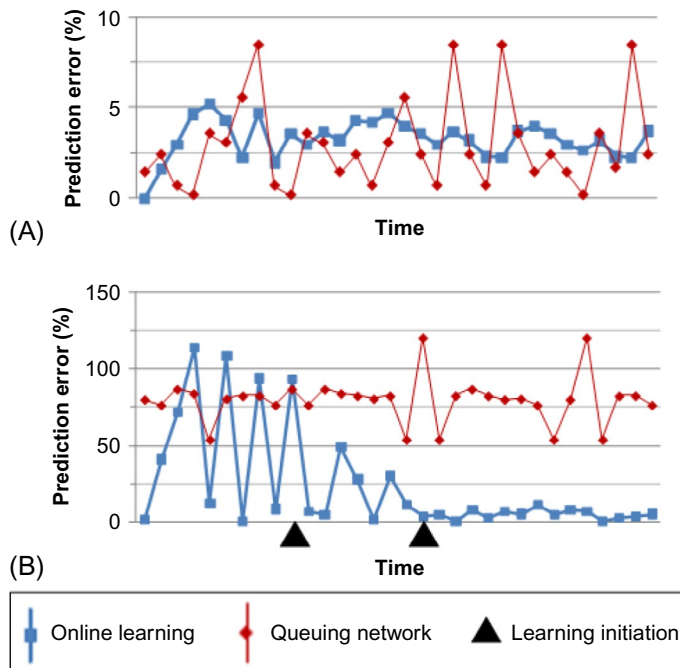 10
5
0
Prediction error (%)
Time
(A)
150
100
50
0
Prediction error (%)
Time
(B)
Online learning
Queuing network
Learning initiation